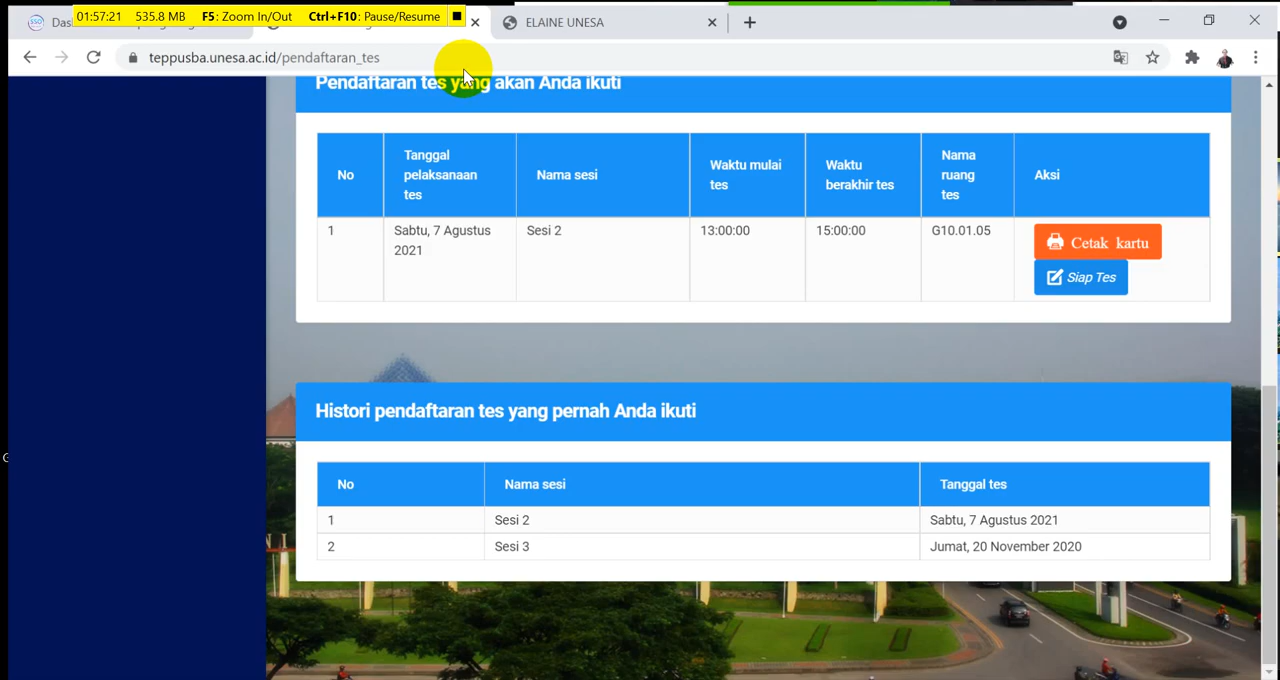 01:57:21 535.8 MB F5: Zoom In/Out Ctrl+F10: Pause/Resume
SSO Das
ELAINE UNESA
teppusba.unesa.ac.id/pendaftaran_tes
Pendaftaran tes yang akan Anda ikuti
No
Tanggal
pelaksanaan
tes
Nama sesi
Waktu mulai
tes
Waktu
berakhir tes
Nama
ruang
tes
Aksi
1
Sabtu, 7 Agustus
2021
Sesi 2
13:00:00
15:00:00
G10.01.05
Cetak kartu
Siap Tes
Histori pendaftaran tes yang pernah Anda ikuti
No Nama sesi Tanggal tes
1 Sesi 2 Sabtu, 7 Agustus 2021
2 Sesi 3 Jumat, 20 November 2020